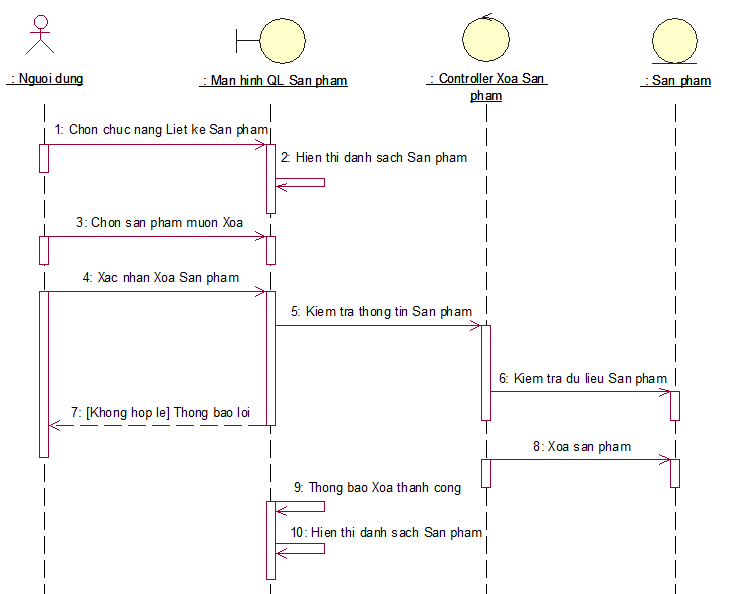 : Nguoi dung
: Man hinh QL San pham
: Controller Xoa San
pham
: San pham
1: Chon chuc nang Liet ke San pham
2: Hien thi danh sach San pham
3: Chon san pham muon Xoa
4: Xac nhan Xoa San pham
5: Kiem tra thong tin San pham
6: Kiem tra du lieu San pham
7: [Khong hop le] Thong bao loi
8: Xoa san pham
9: Thong bao Xoa thanh cong
10: Hien thi danh sach San pham